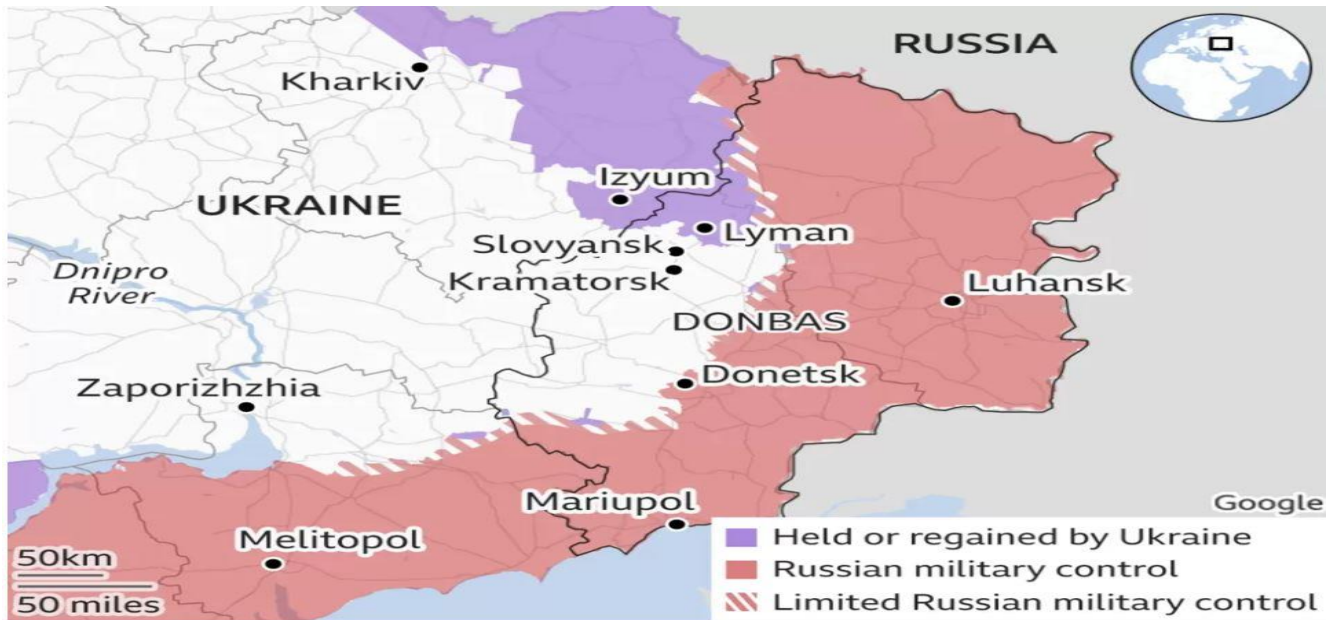 RUSSIA
Kharkiv
Izyum
UKRAINE
Lyman
Slovyansk
Kramatorsk
Dnipro
River
Luhansk
DONBAS
Donetsk
Zaporizhzhia
Mariupol
Melitopol
Google
50km
50 miles
Held or regained by Ukraine
Russian military control
Limited Russian military control